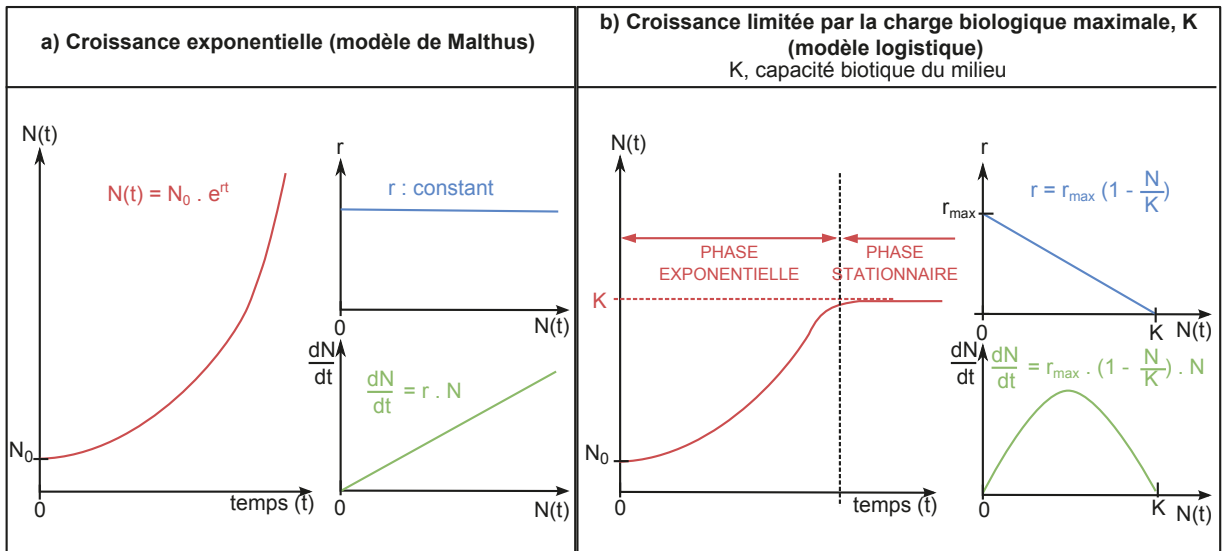 a) Croissance exponentielle (modèle de Malthus)
b) Croissance limitée par la charge biologique maximale, K
(modèle logistique)
K, capacité biotique du milieu
N(t)
N(t) = N₀ . eʳᵗ
N₀
0
temps (t)
r
r : constant
0
N(t)
dN/dt
dN/dt = r . N
0
N(t)
N(t)
PHASE
EXPONENTIELLE
PHASE
STATIONNAIRE
K
N₀
0
temps (t)
r
r = rmax (1 - N/K)
rmax
0
K
N(t)
dN/dt
dN/dt = rmax . (1 - N/K) . N
0
K
N(t)